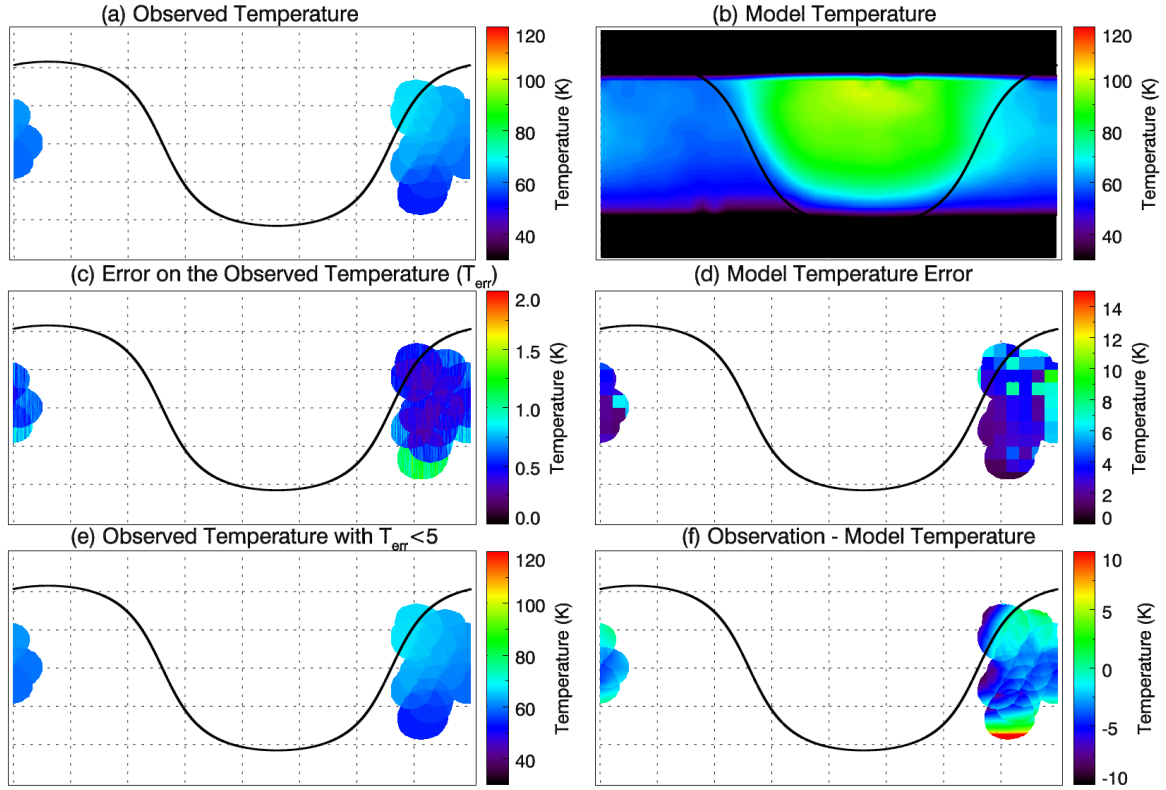 (a) Observed Temperature
120
100
80
60
40
Temperature (K)
(b) Model Temperature
120
100
80
60
40
Temperature (K)
(c) Error on the Observed Temperature (Terr)
2.0
1.5
1.0
0.5
0.0
Temperature (K)
(d) Model Temperature Error
14
12
10
8
6
4
2
0
Temperature (K)
(e) Observed Temperature with Terr<5
120
100
80
60
40
Temperature (K)
(f) Observation - Model Temperature
10
5
0
-5
-10
Temperature (K)